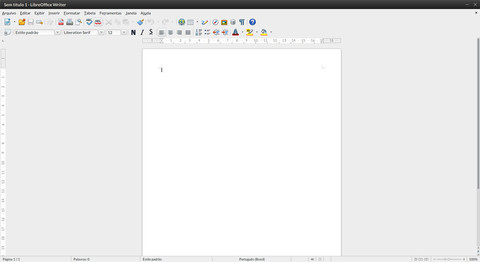 Sem título 1 - LibreOffice Writer
Arquivo Editar Exibir Inserir Formatar Tabela Ferramentas Janela Ajuda
Estilo padrão Liberation Serif 12 N I S
Página 1 / 1 Palavras: 0 Estilo padrão Português (Brasil) 100%